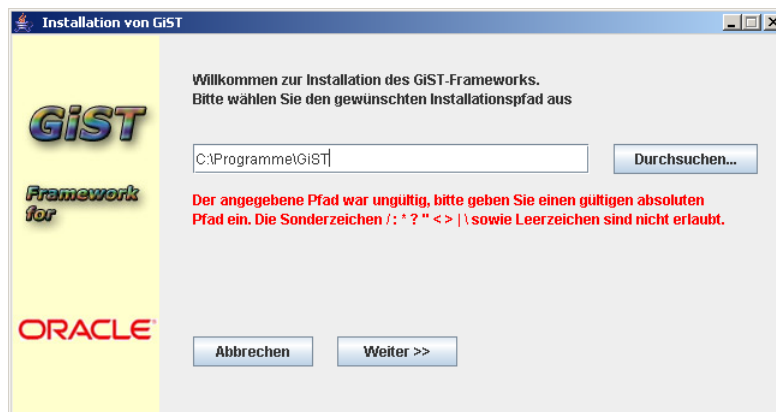 Installation von GiST
GiST
Framework
for
ORACLE
Willkommen zur Installation des GiST-Frameworks.
Bitte wählen Sie den gewünschten Installationspfad aus
C:\Programme\GiST
Durchsuchen...
Der angegebene Pfad war ungültig, bitte geben Sie einen gültigen absoluten
Pfad ein. Die Sonderzeichen / : * ? " < > | \ sowie Leerzeichen sind nicht erlaubt.
Abbrechen
Weiter >>